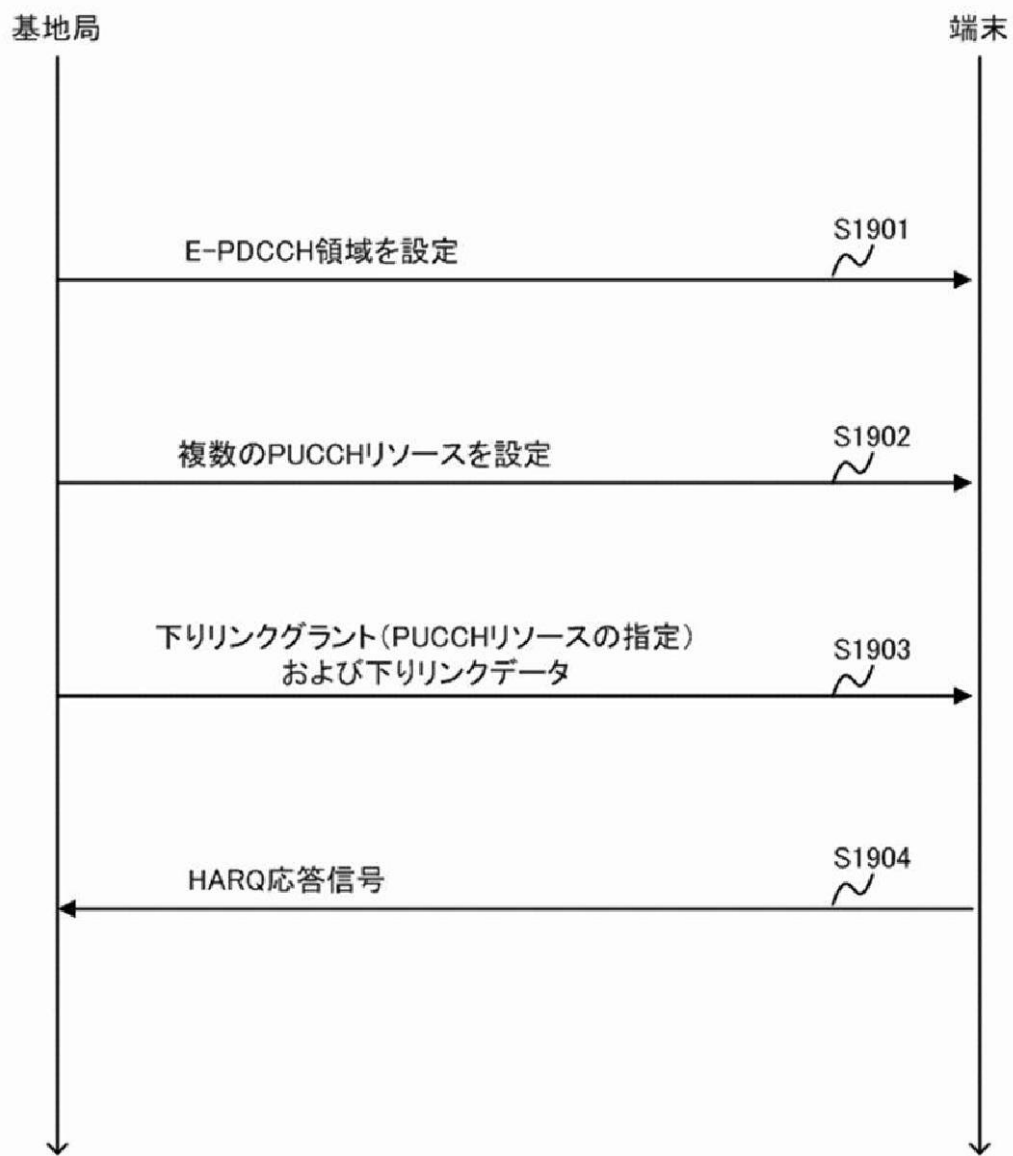 基地局
端末
S1901
E-PDCCH領域を設定
S1902
複数のPUCCHリソースを設定
下りリンクグラント（PUCCHリソースの指定）
S1903
および下りリンクデータ
S1904
HARQ応答信号